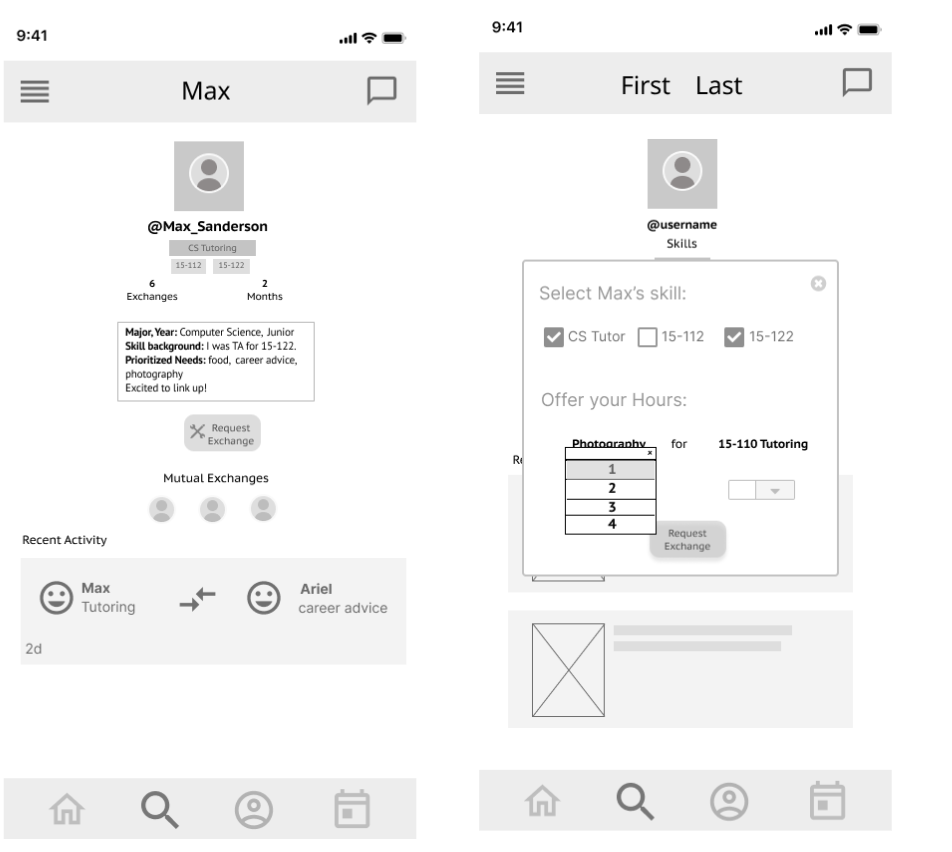 9:41
Max
@Max_Sanderson
CS Tutoring
15-112 15-122
6 2
Exchanges Months
Major, Year: Computer Science, Junior
Skill background: I was TA for 15-122.
Prioritized Needs: food, career advice,
photography
Excited to link up!
Request
Exchange
Mutual Exchanges
Recent Activity
Max Ariel
Tutoring career advice
2d
9:41
First Last
@username
Skills
Select Max's skill:
CS Tutor 15-112 15-122
Offer your Hours:
Photography for 15-110 Tutoring
Re
x
1
2
3
4
Request
Exchange